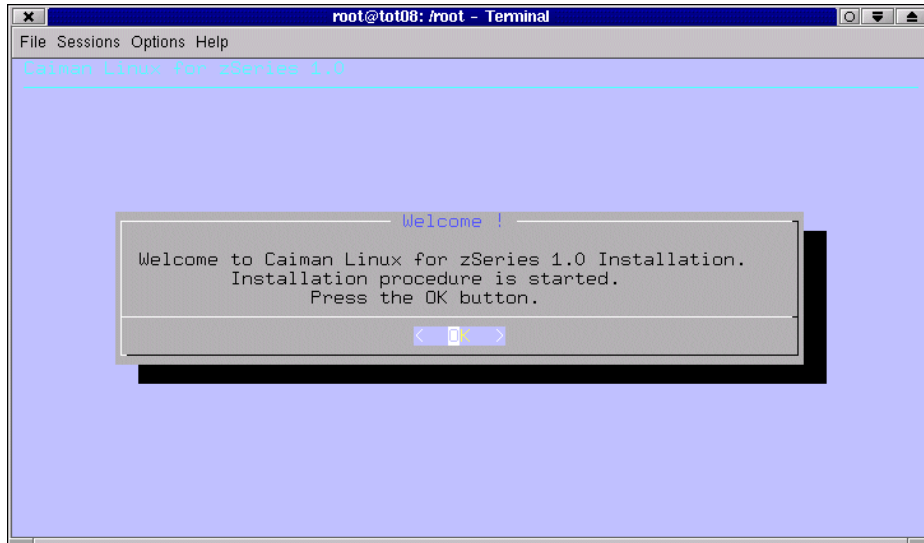 root@tot08: /root - Terminal
File Sessions Options Help
Caiman Linux for zSeries 1.0
Welcome !
Welcome to Caiman Linux for zSeries 1.0 Installation.
Installation procedure is started.
Press the OK button.
< OK >